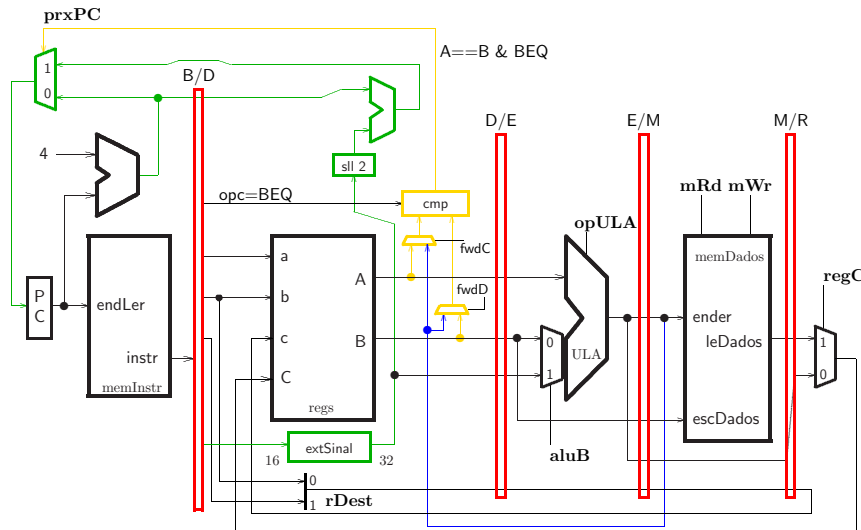 prxPC
A==B & BEQ
1
0
B/D
D/E
E/M
M/R
4
sll 2
opc=BEQ
cmp
mRd mWr
opULA
fwdC
memDados
regC
P
C
endLer
instr
memInstr
a
b
c
C
A
B
regs
fwdD
0
1
ULA
ender
leDados
escDados
1
0
extSinal
16
32
aluB
0
1
rDest